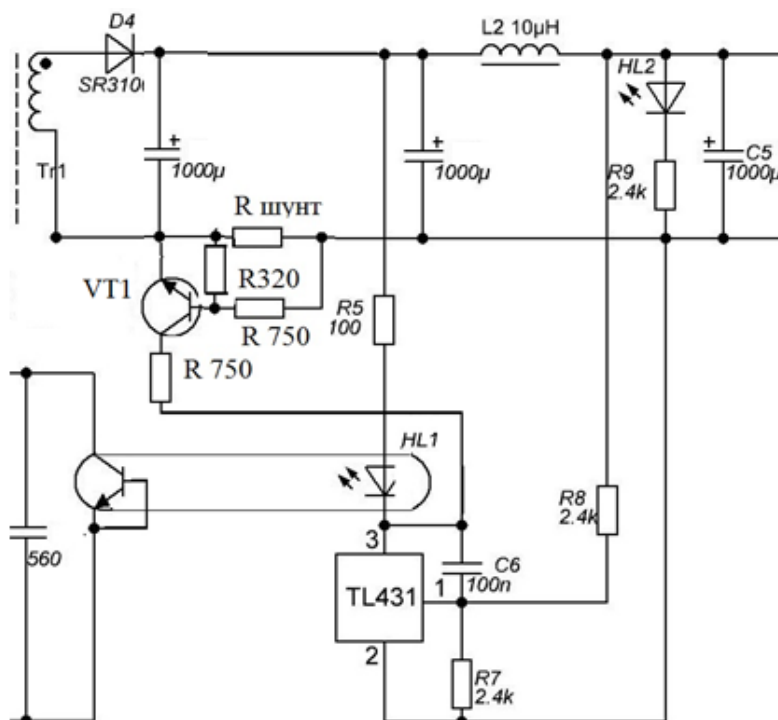 D4
L2 10µH
HL2
SR310
Tr1
1000µ
1000µ
R9
2.4k
C5
1000µ
R шунт
VT1
R320
R 750
R5
100
R 750
HL1
R8
2.4k
3
C6
100n
560
TL431
1
2
R7
2.4k